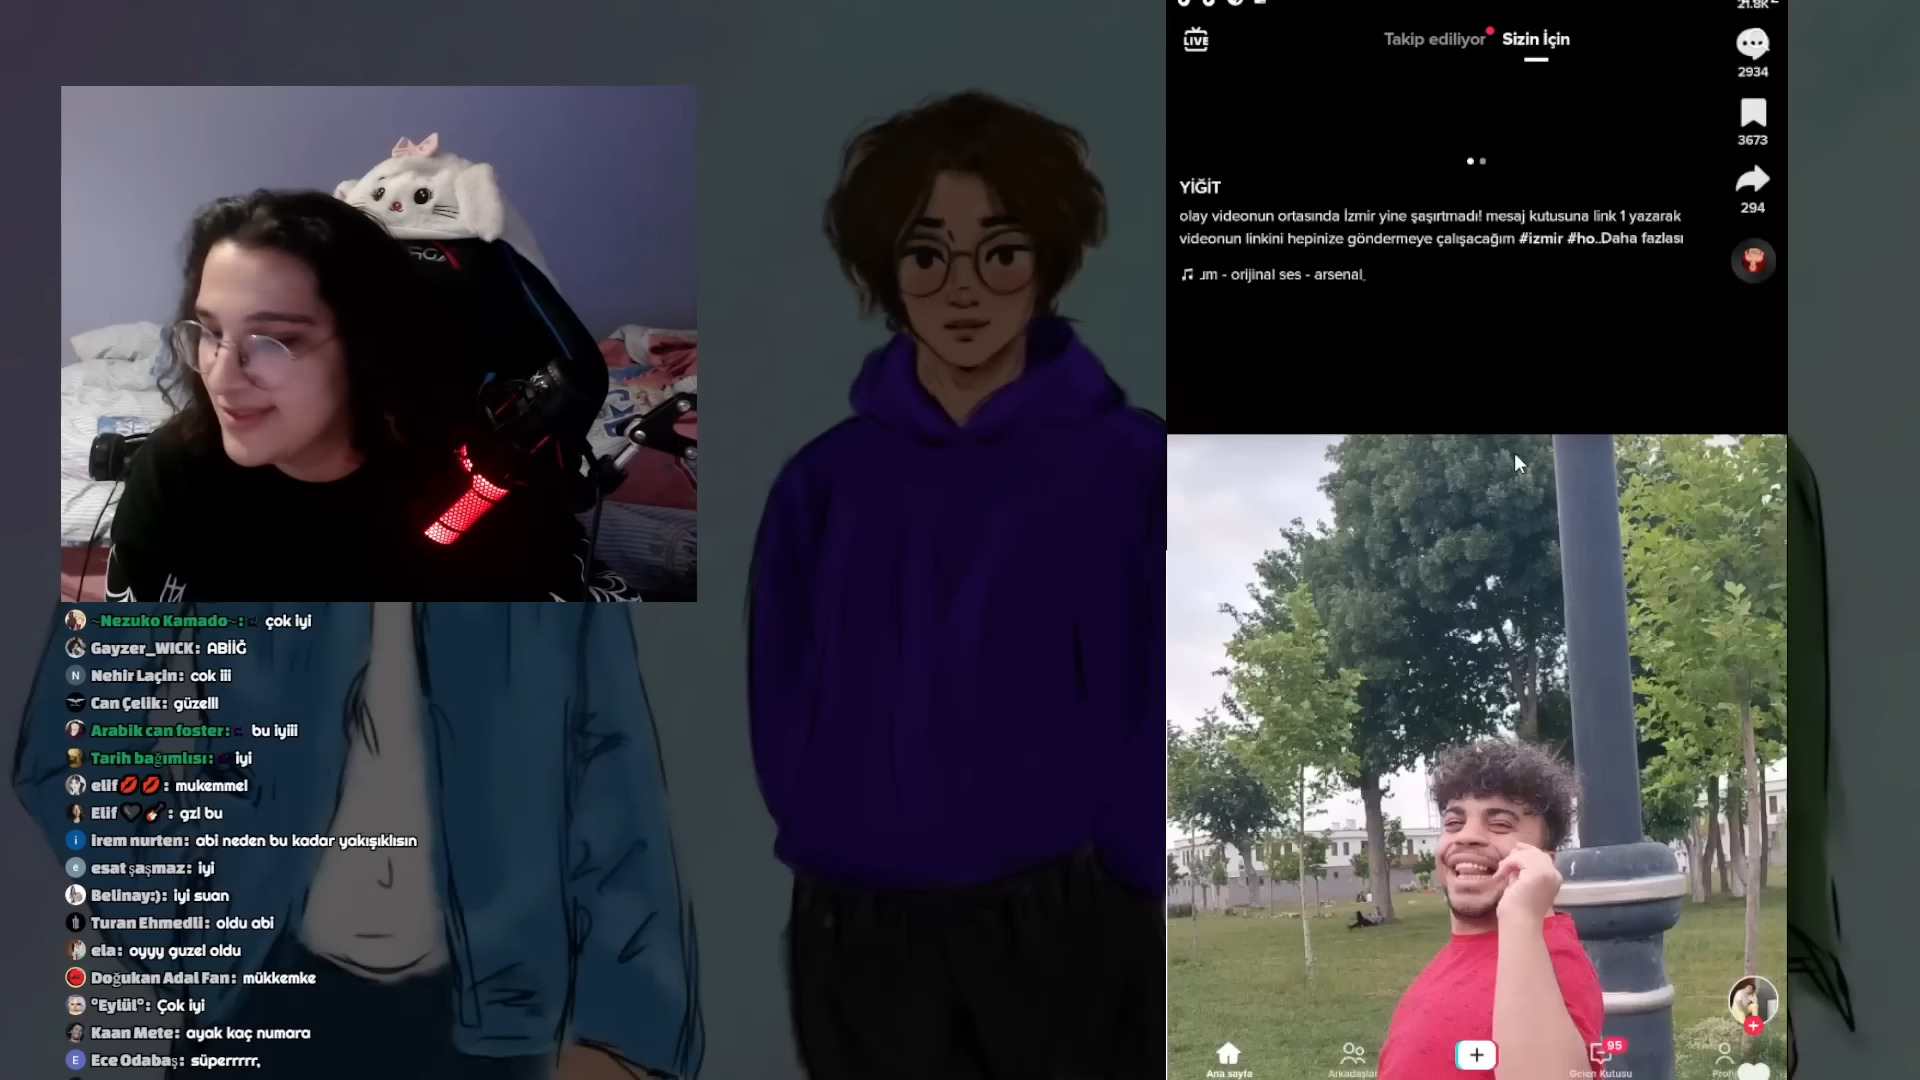 ~Nezuko Kamado~: çok iyi
Gayzer_WICK: ABİİĞ
Nehir Laçin: cok iii
Can Çelik: güzelll
Arabik can foster: bu iyiii
Tarih bağımlısı: iyi
elif💋💋: mukemmel
Elif🖤🎸: gzl bu
irem nurten: abi neden bu kadar yakışıklısın
esat şaşmaz: iyi
Belinay:): iyi suan
Turan Ehmedli: oldu abi
ela: oyyy guzel oldu
Doğukan Adal Fan: mükkemke
°Eylül°: Çok iyi
Kaan Mete: ayak kaç numara
Ece Odabaş: süperrrrr,
21.8K
LIVE
Takip ediliyor Sizin İçin
2934
3673
294
YİĞİT
olay videonun ortasında İzmir yine şaşırtmadı! mesaj kutusuna link 1 yazarak
videonun linkini hepinize göndermeye çalışacağım #izmir #ho..Daha fazlası
ım - orijinal ses - arsenal
95
Ana sayfa Arkadaşlar Gelen Kutusu Profil